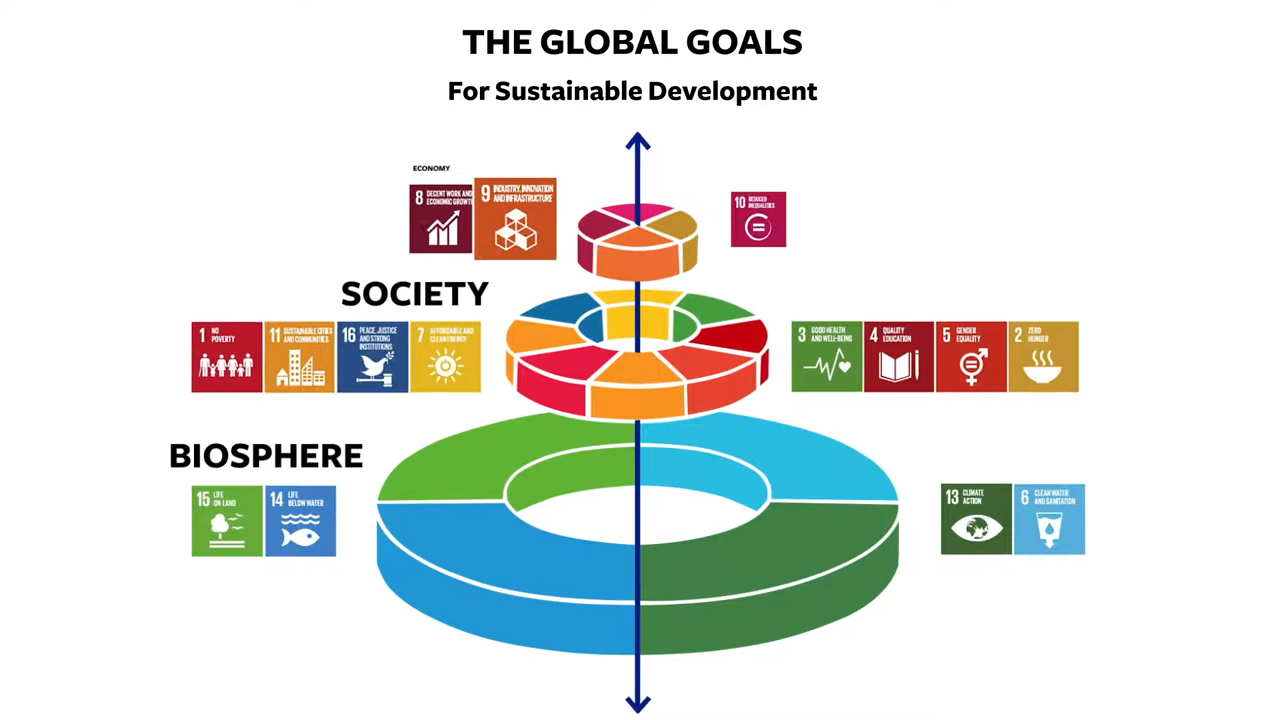 THE GLOBAL GOALS
For Sustainable Development
ECONOMY
8 DECENT WORK AND
ECONOMIC GROWTH
9 INDUSTRY, INNOVATION
AND INFRASTRUCTURE
10 REDUCED
INEQUALITIES
SOCIETY
1 NO
POVERTY
11 SUSTAINABLE CITIES
AND COMMUNITIES
16 PEACE, JUSTICE
AND STRONG
INSTITUTIONS
7 AFFORDABLE AND
CLEAN ENERGY
3 GOOD HEALTH
AND WELL-BEING
4 QUALITY
EDUCATION
5 GENDER
EQUALITY
2 ZERO
HUNGER
BIOSPHERE
15 LIFE
ON LAND
14 LIFE
BELOW WATER
13 CLIMATE
ACTION
6 CLEAN WATER
AND SANITATION